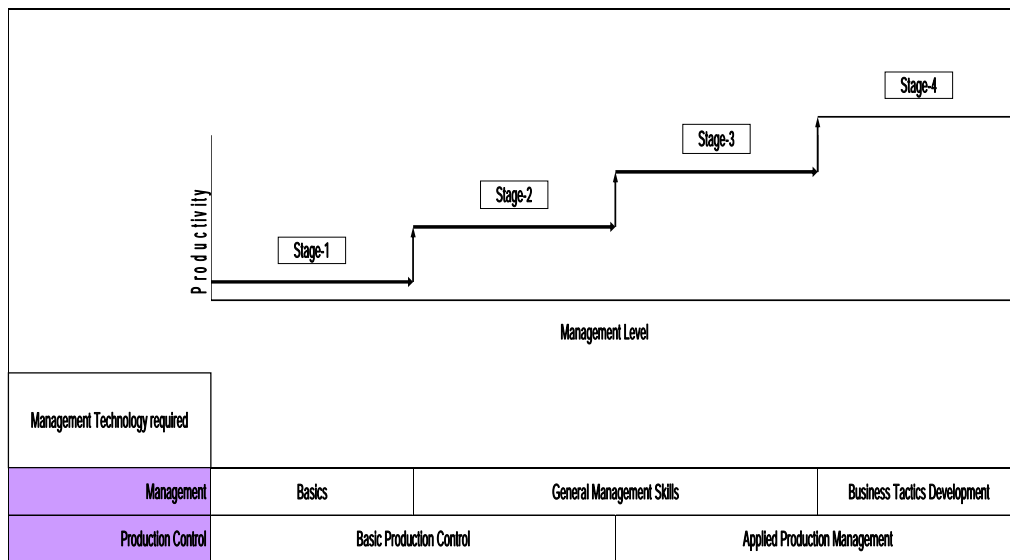 Stage-4
Stage-3
Stage-2
Stage-1
Productivity
Management Level
Management Technology required
Management Basics General Management Skills Business Tactics Development
Production Control Basic Production Control Applied Production Management